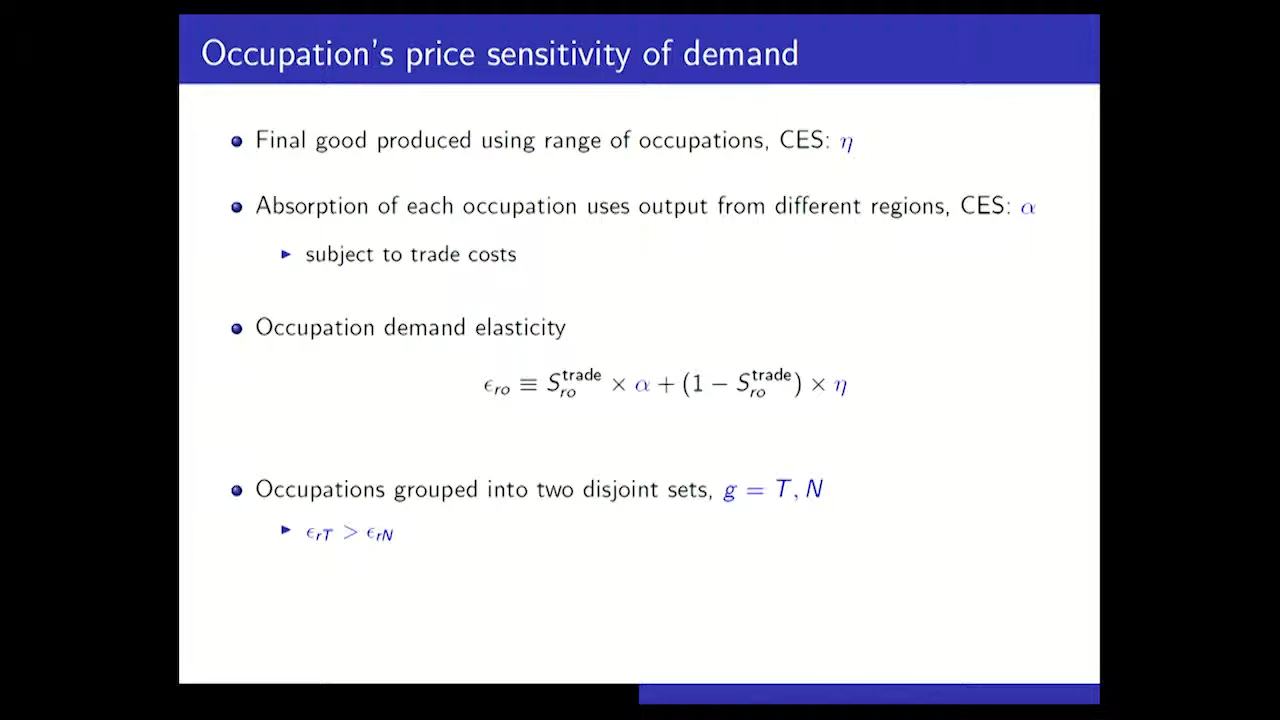 Occupation's price sensitivity of demand
Final good produced using range of occupations, CES: η
Absorption of each occupation uses output from different regions, CES: α
subject to trade costs
Occupation demand elasticity
ϵ_ro ≡ S_ro^trade × α + (1 − S_ro^trade) × η
Occupations grouped into two disjoint sets, g = T, N
ϵ_rT > ϵ_rN